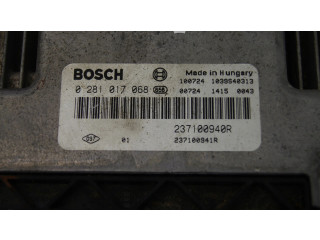 BOSCH
Made in Hungary
100724 1039S40313
0 281 017 068
00724 1415 0043
237100940R
01
237100941R